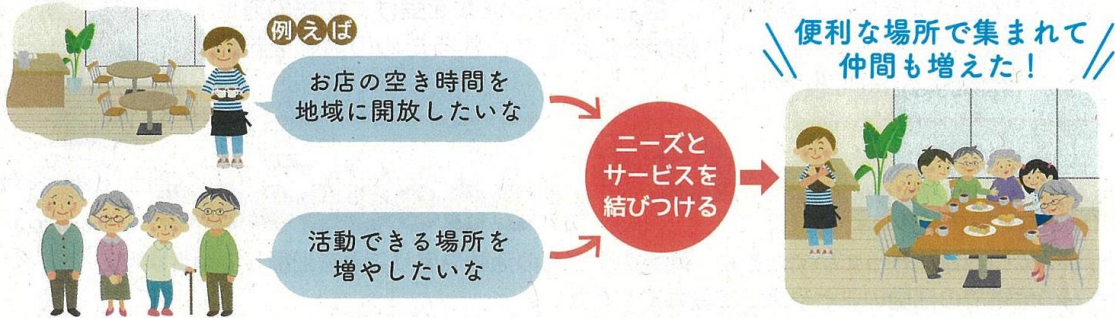 例えば
お店の空き時間を
地域に開放したいな
活動できる場所を
増やしたいな
ニーズと
サービスを
結びつける
便利な場所で集まれて
仲間も増えた！